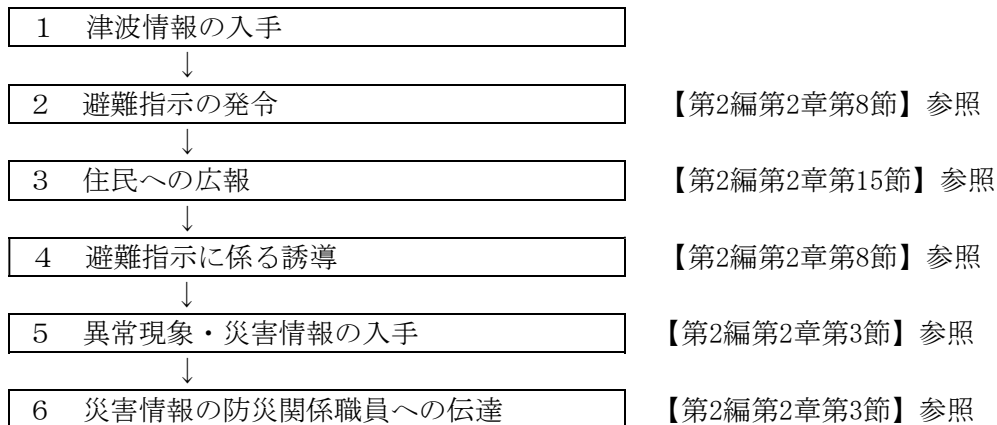 １　津波情報の入手
↓
２　避難指示の発令　【第2編第2章第8節】参照
↓
３　住民への広報　【第2編第2章第15節】参照
↓
４　避難指示に係る誘導　【第2編第2章第8節】参照
↓
５　異常現象・災害情報の入手　【第2編第2章第3節】参照
↓
６　災害情報の防災関係職員への伝達　【第2編第2章第3節】参照